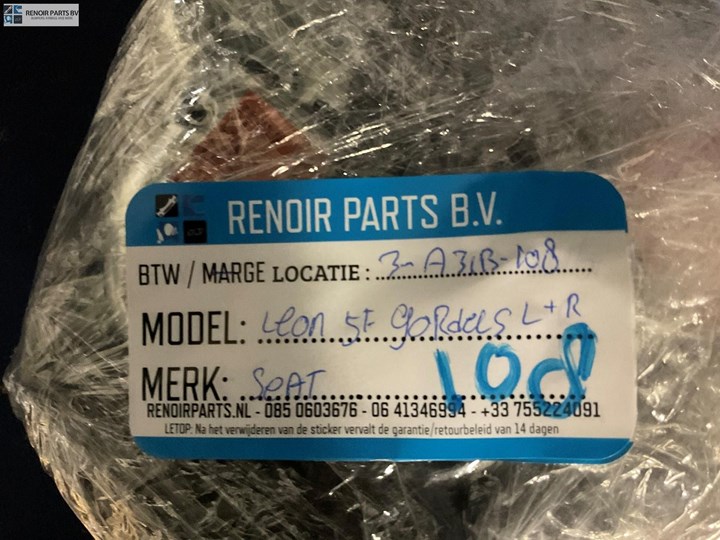 RENOIR PARTS BV
RENOIR PARTS B.V.
BTW / MARGE LOCATIE : 3-A31B-108
MODEL: Leon 5F gordels L+R
MERK: Seat 108
RENOIRPARTS.NL - 085 0603676 - 06 41346994 - +33 755224091
LETOP: Na het verwijderen van de sticker vervalt de garantie/retourbeleid van 14 dagen